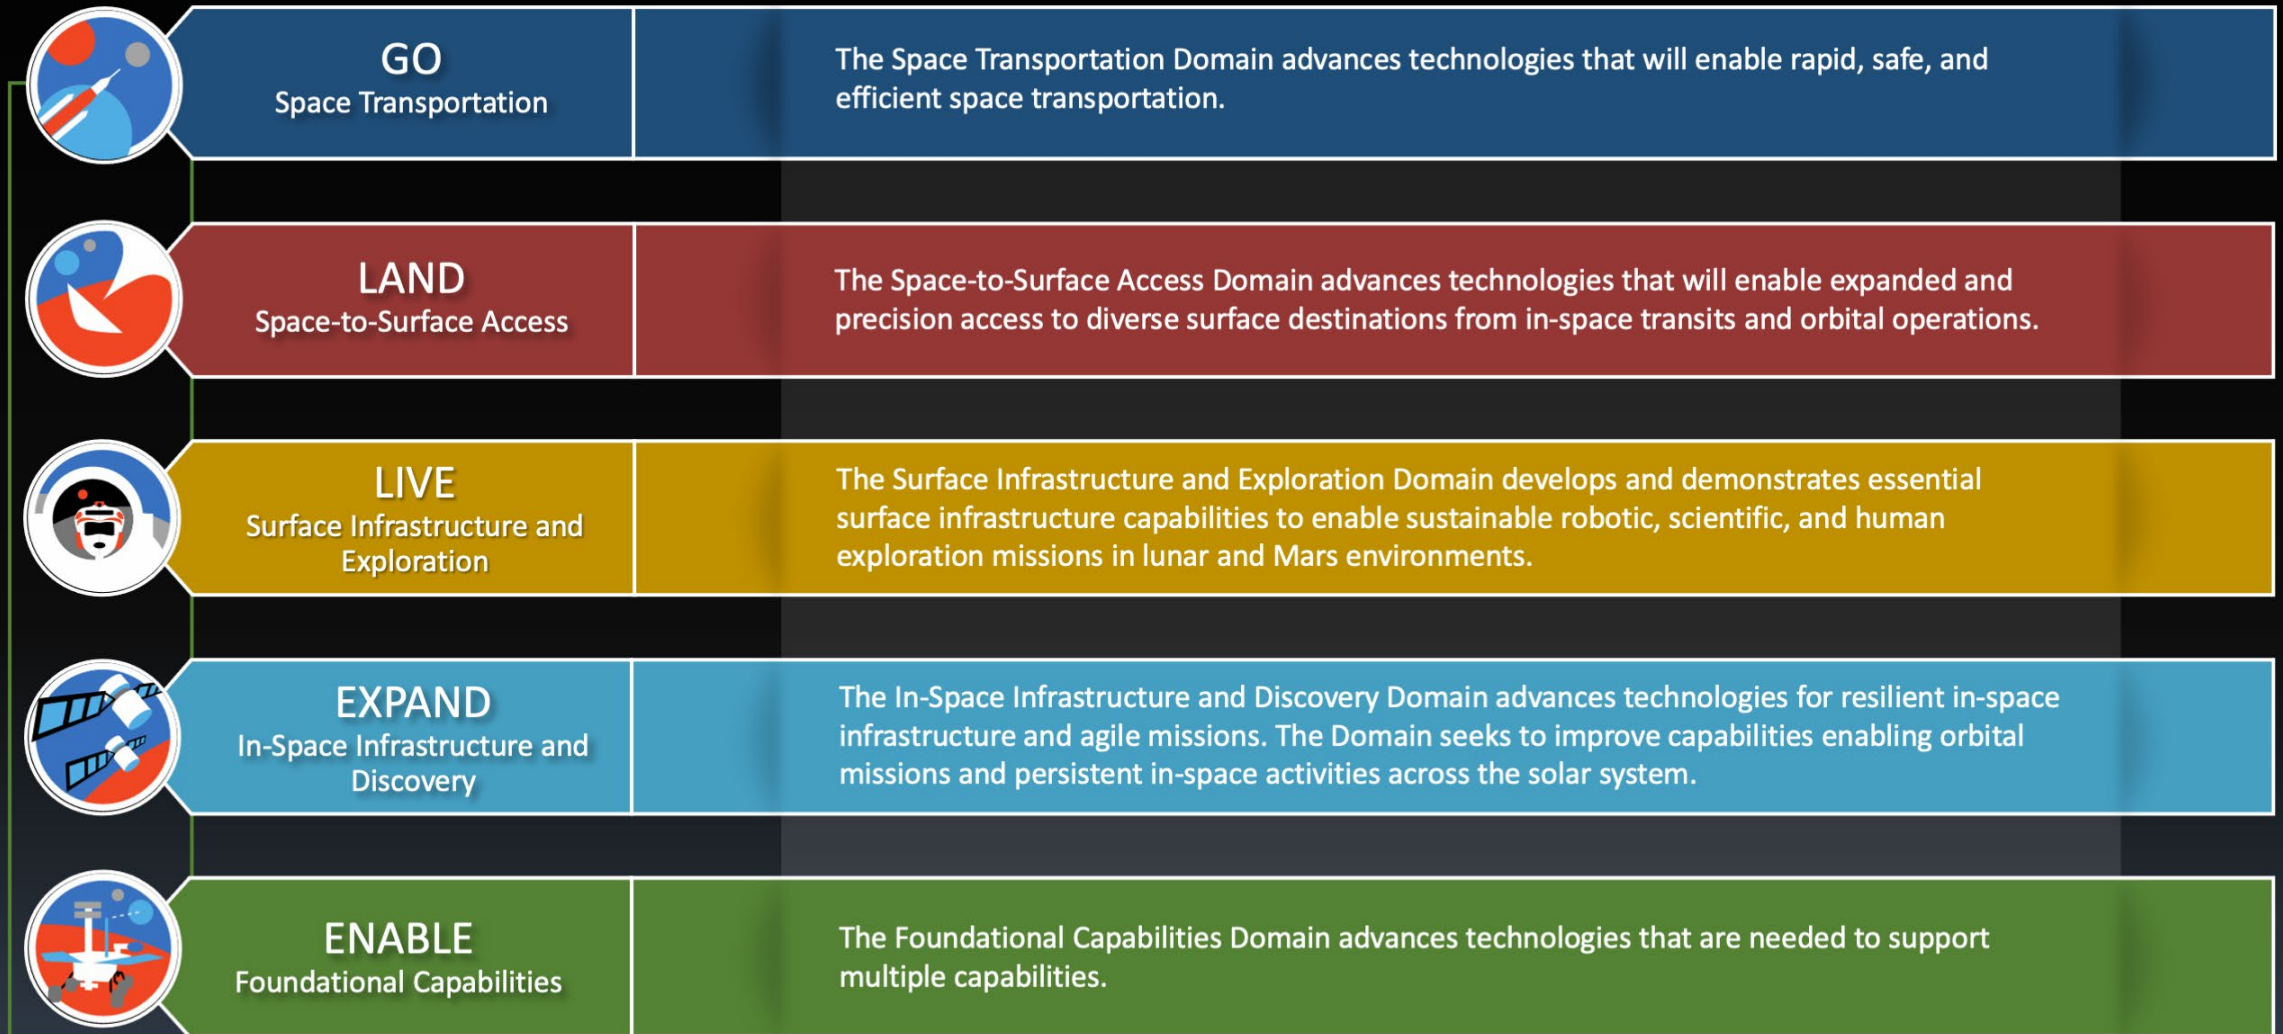 GO
Space Transportation
The Space Transportation Domain advances technologies that will enable rapid, safe, and
efficient space transportation.
LAND
Space-to-Surface Access
The Space-to-Surface Access Domain advances technologies that will enable expanded and
precision access to diverse surface destinations from in-space transits and orbital operations.
LIVE
Surface Infrastructure and
Exploration
The Surface Infrastructure and Exploration Domain develops and demonstrates essential
surface infrastructure capabilities to enable sustainable robotic, scientific, and human
exploration missions in lunar and Mars environments.
EXPAND
In-Space Infrastructure and
Discovery
The In-Space Infrastructure and Discovery Domain advances technologies for resilient in-space
infrastructure and agile missions. The Domain seeks to improve capabilities enabling orbital
missions and persistent in-space activities across the solar system.
ENABLE
Foundational Capabilities
The Foundational Capabilities Domain advances technologies that are needed to support
multiple capabilities.